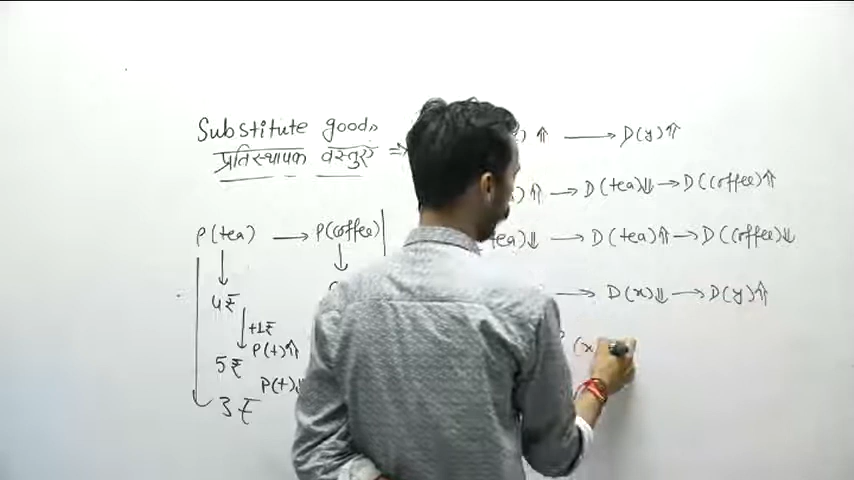 Substitute goods
प्रतिस्थापक वस्तुएँ ⇒
) ⇑ → D(y)⇑
) ⇑ → D(tea)⇓ → D(coffee)⇑
P(tea) → P(coffee)
tea)⇓ → D(tea)⇑ → D(coffee)⇓
4₹
→ D(x)⇓ → D(y)⇑
+1₹
P(t)⇑
5₹
(x
P(t)⇓
3₹